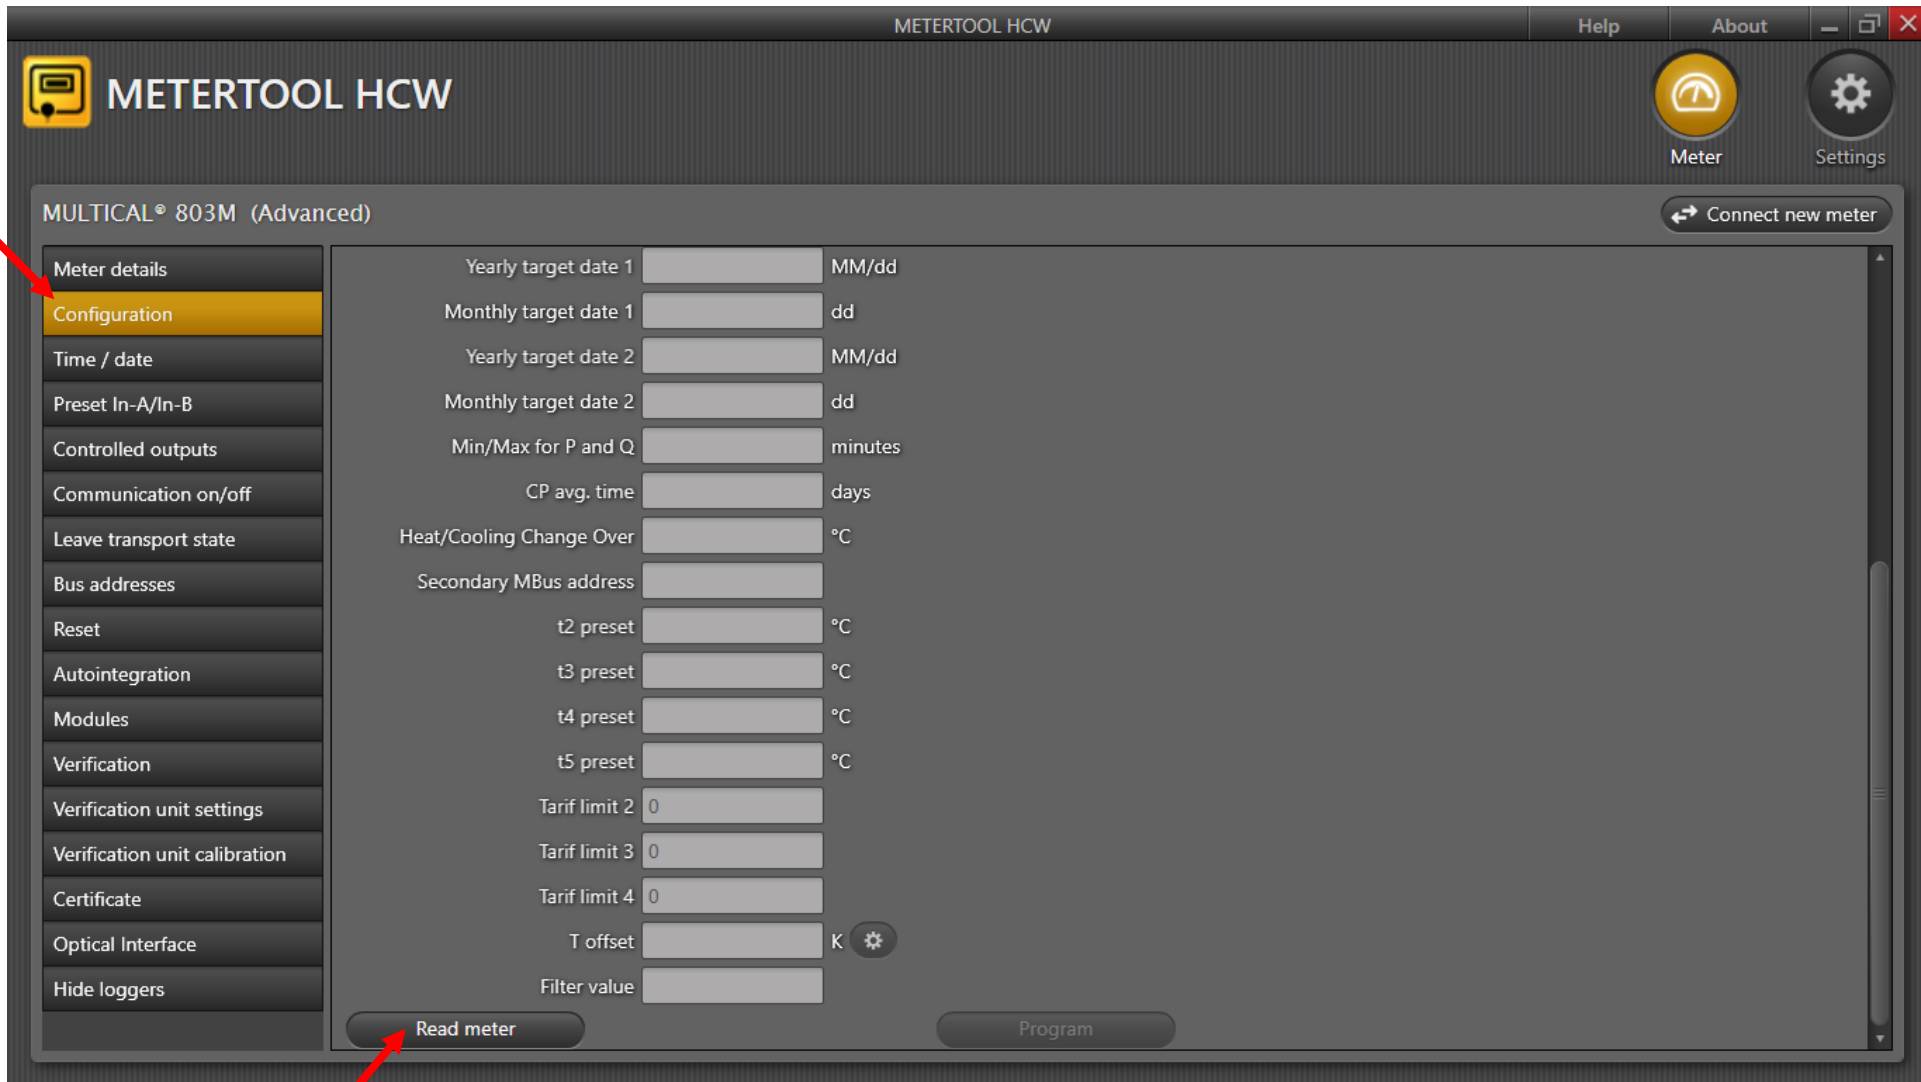 METERTOOL HCW
Help
About
METERTOOL HCW
Meter
Settings
MULTICAL® 803M (Advanced)
Connect new meter
Meter details
Configuration
Time / date
Preset In-A/In-B
Controlled outputs
Communication on/off
Leave transport state
Bus addresses
Reset
Autointegration
Modules
Verification
Verification unit settings
Verification unit calibration
Certificate
Optical Interface
Hide loggers
Yearly target date 1 MM/dd
Monthly target date 1 dd
Yearly target date 2 MM/dd
Monthly target date 2 dd
Min/Max for P and Q minutes
CP avg. time days
Heat/Cooling Change Over °C
Secondary MBus address
t2 preset °C
t3 preset °C
t4 preset °C
t5 preset °C
Tarif limit 2 0
Tarif limit 3 0
Tarif limit 4 0
T offset K
Filter value
Read meter
Program